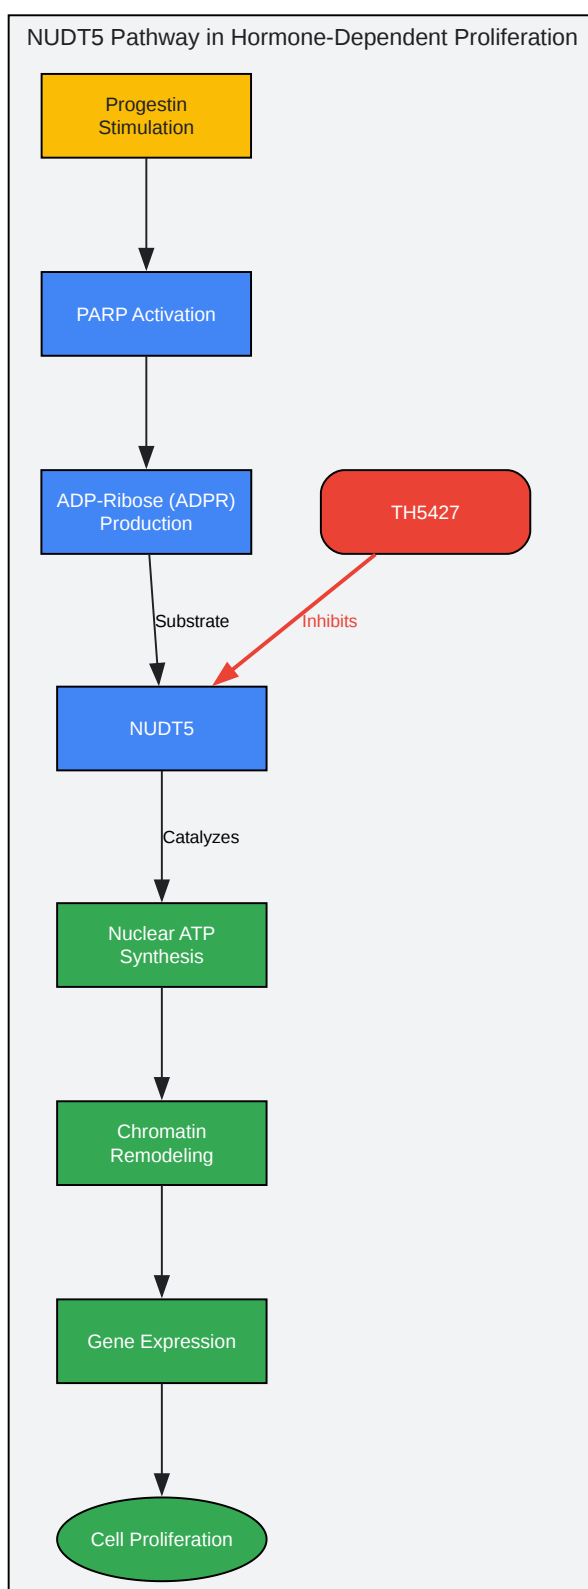 NUDT5 Pathway in Hormone-Dependent Proliferation
Progestin
Stimulation
PARP Activation
ADP-Ribose (ADPR)
Production
TH5427
Substrate
Inhibits
NUDT5
Catalyzes
Nuclear ATP
Synthesis
Chromatin
Remodeling
Gene Expression
Cell Proliferation